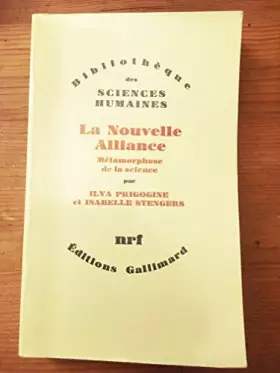 Bibliothèque
des
SCIENCES
HUMAINES
La Nouvelle
Alliance
Métamorphose
de la science
par
ILYA PRIGOGINE
et ISABELLE STENGERS
nrf
Éditions Gallimard